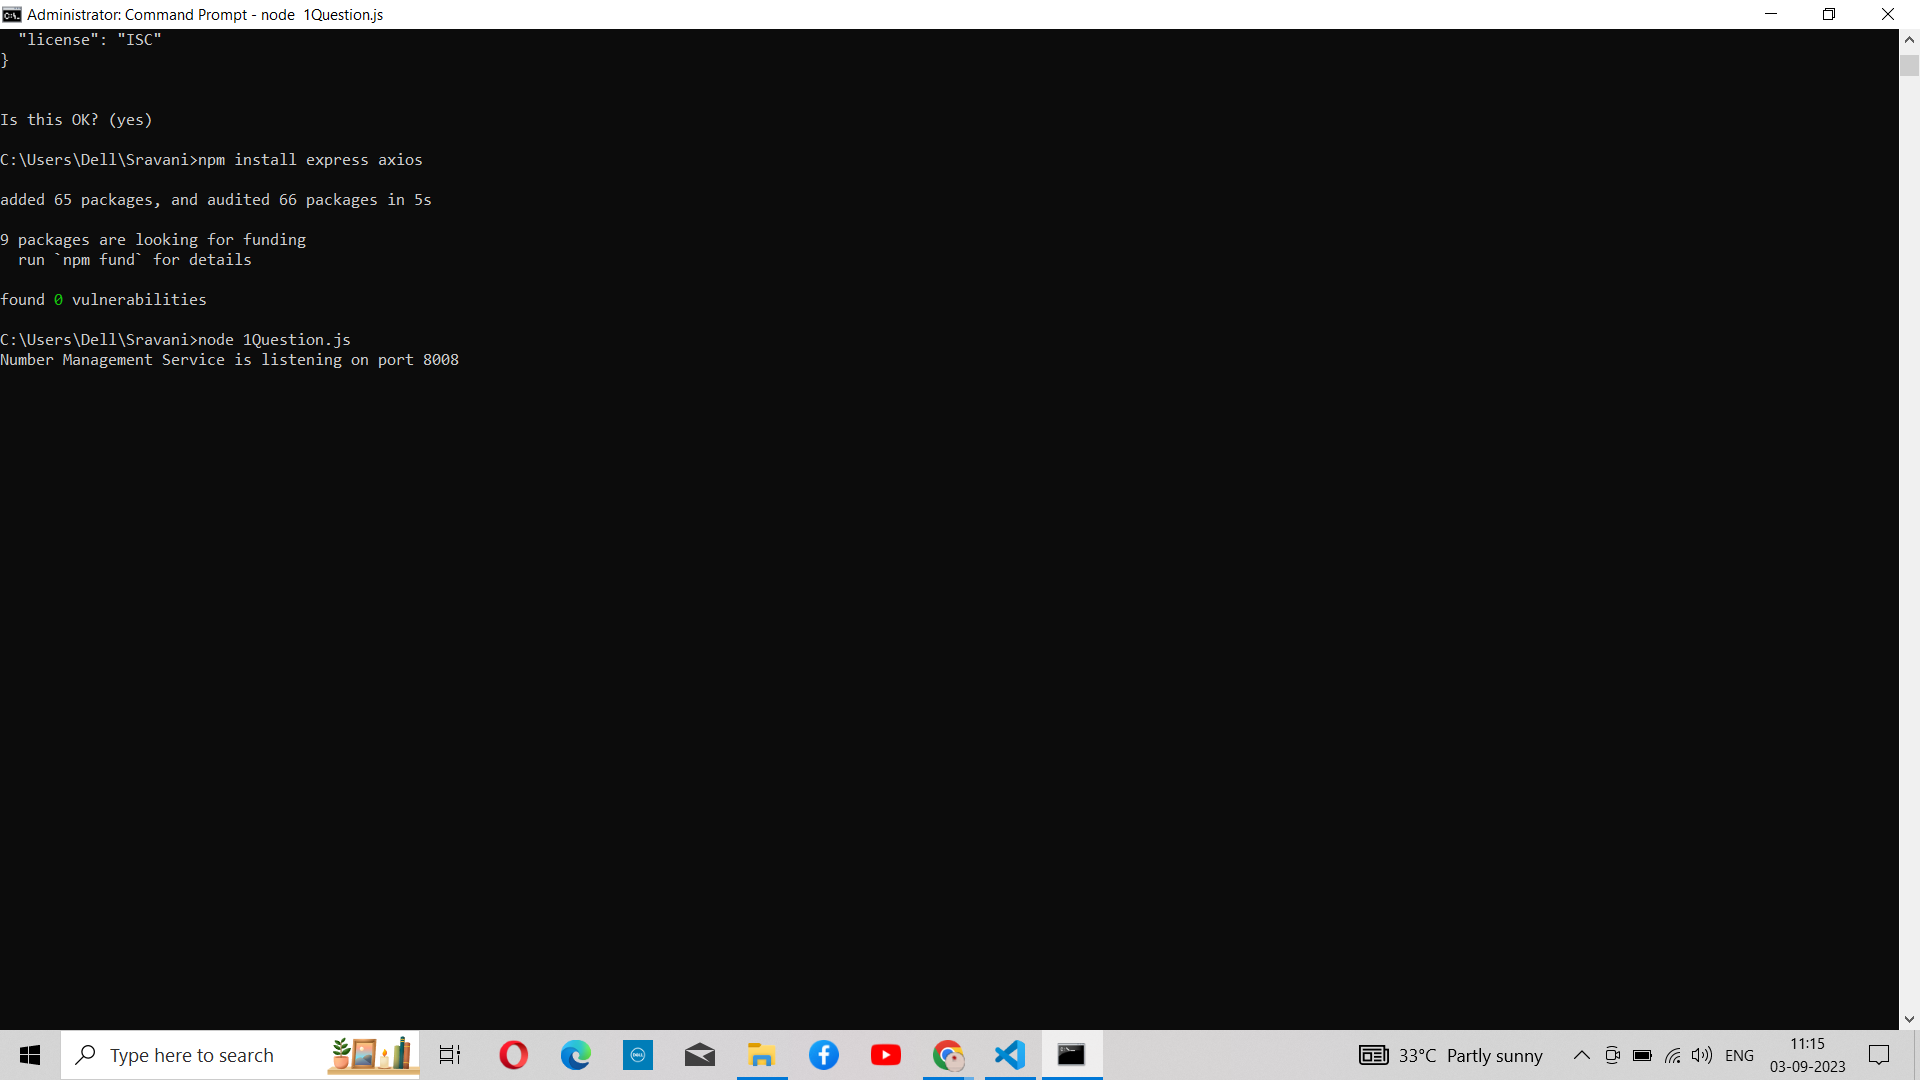 Administrator: Command Prompt - node  1Question.js
  "license": "ISC"
}
Is this OK? (yes)
C:\Users\Dell\Sravani>npm install express axios
added 65 packages, and audited 66 packages in 5s
9 packages are looking for funding
  run `npm fund` for details
found 0 vulnerabilities
C:\Users\Dell\Sravani>node 1Question.js
Number Management Service is listening on port 8008
Type here to search
33°C Partly sunny
ENG
11:15
03-09-2023